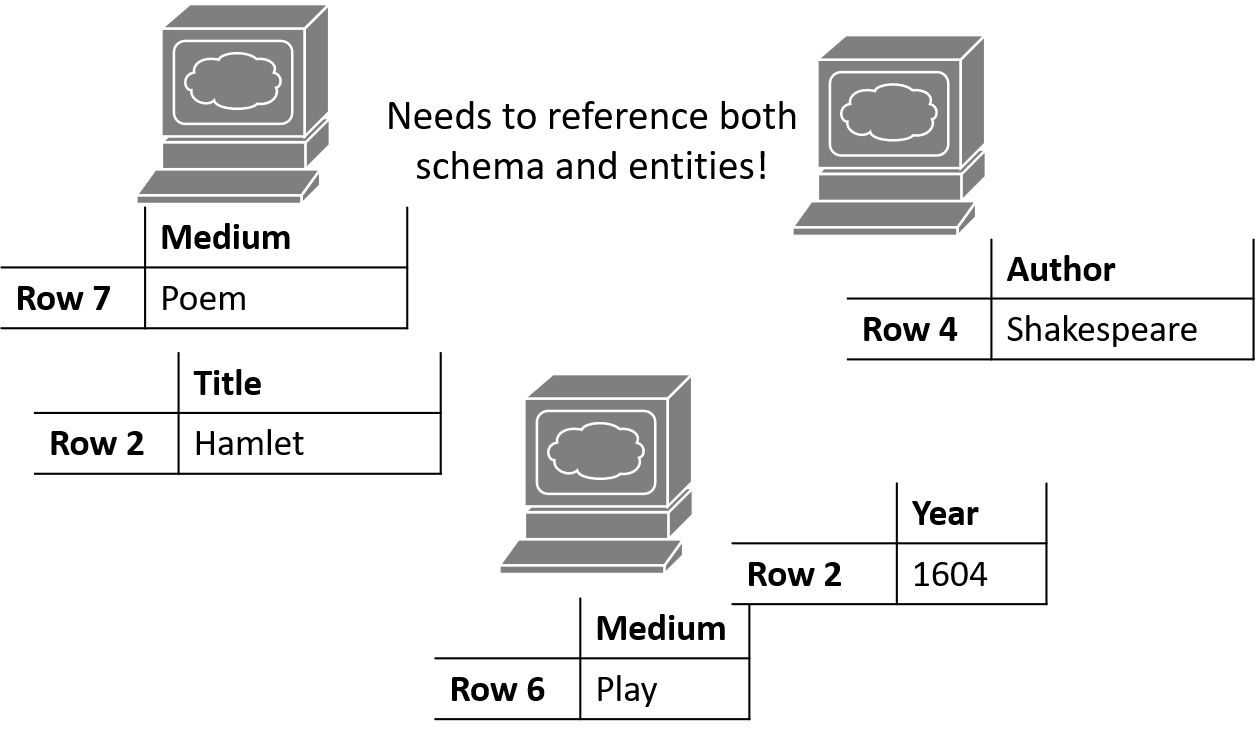 Needs to reference both
schema and entities!
Medium
Row 7 Poem
Author
Row 4 Shakespeare
Title
Row 2 Hamlet
Year
Row 2 1604
Medium
Row 6 Play